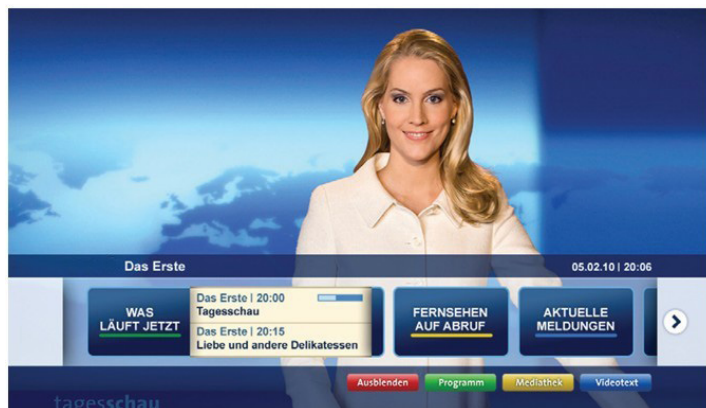 Das Erste
05.02.10 | 20:06
WAS
LÄUFT JETZT
Das Erste | 20:00
Tagesschau
Das Erste | 20:15
Liebe und andere Delikatessen
FERNSEHEN
AUF ABRUF
AKTUELLE
MELDUNGEN
Ausblenden
Programm
Mediathek
Videotext
tagesschau